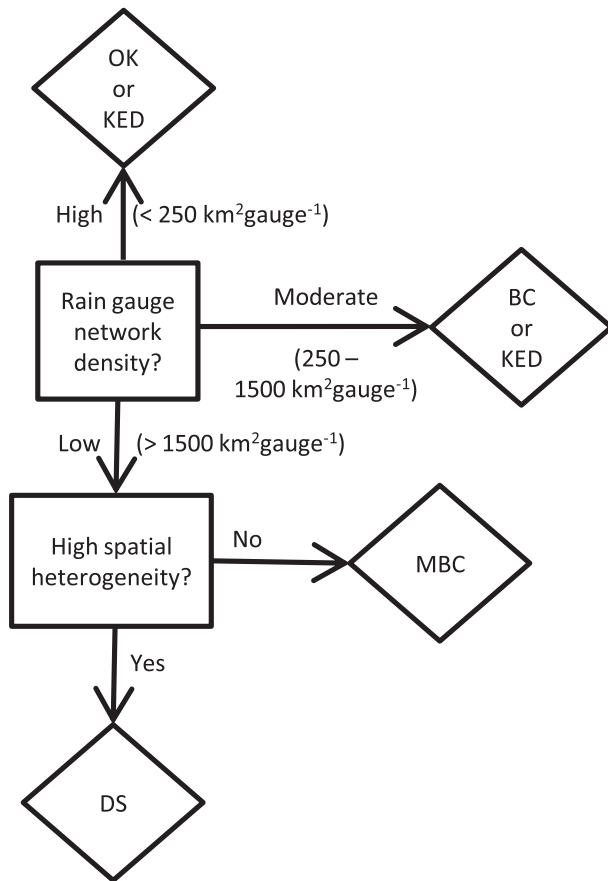 OK
or
KED
High (< 250 km²gauge⁻¹)
Rain gauge
network
density?
Moderate
(250 –
1500 km²gauge⁻¹)
BC
or
KED
Low (> 1500 km²gauge⁻¹)
High spatial
heterogeneity?
No
MBC
Yes
DS